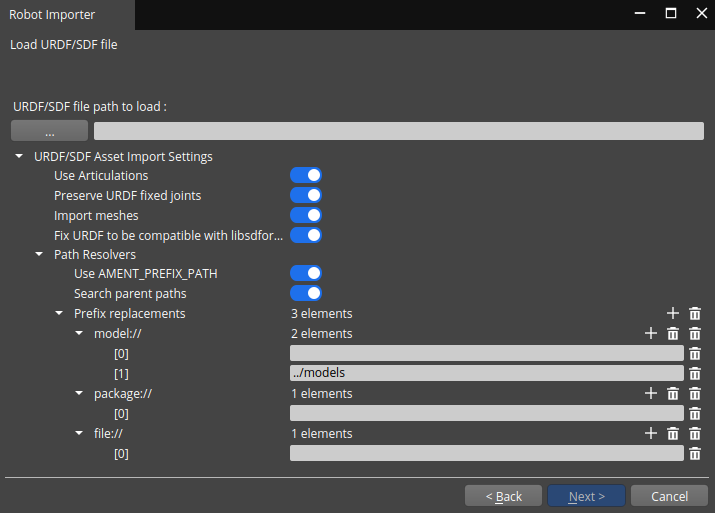 Robot Importer
Load URDF/SDF file
URDF/SDF file path to load :
...
URDF/SDF Asset Import Settings
Use Articulations
Preserve URDF fixed joints
Import meshes
Fix URDF to be compatible with libsdfor...
Path Resolvers
Use AMENT_PREFIX_PATH
Search parent paths
Prefix replacements 3 elements
model:// 2 elements
[0]
[1] ../models
package:// 1 elements
[0]
file:// 1 elements
[0]
< Back Next > Cancel